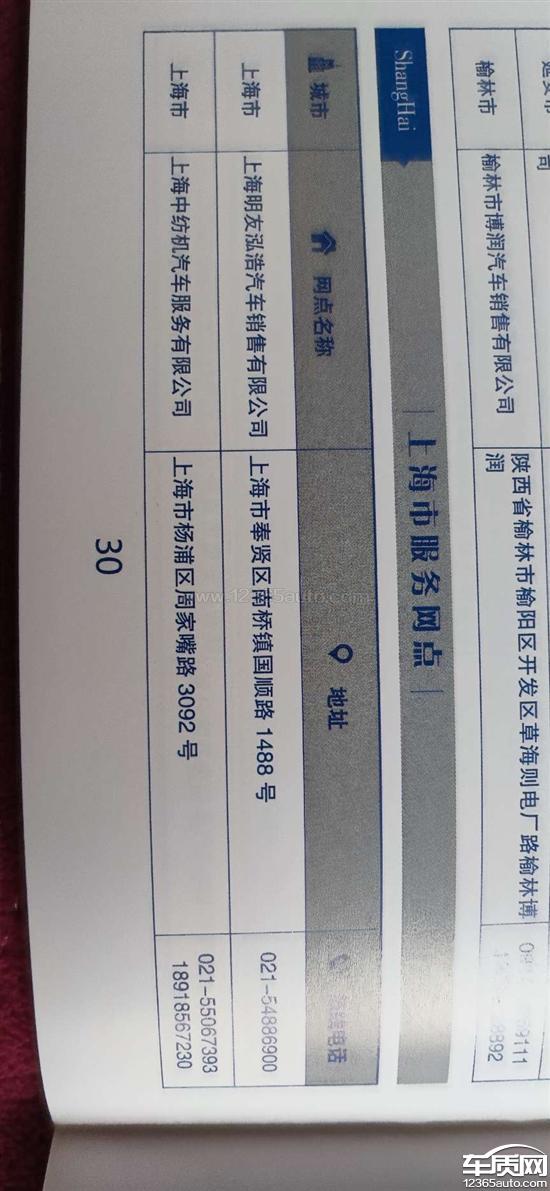 榆林市
榆林市博润汽车销售有限公司
陕西省榆林市榆阳区开发区草海则电厂路榆林博
润
ShangHai
上海市服务网点
城市
网点名称
地址
上海市
上海明友泓浩汽车销售有限公司
上海市奉贤区南桥镇国顺路 1488 号
021-54886900
上海市
上海中纺机汽车服务有限公司
上海市杨浦区周家嘴路 3092 号
021-55067393
18918567230
30
www.12365auto.com
车质网
12365auto.com